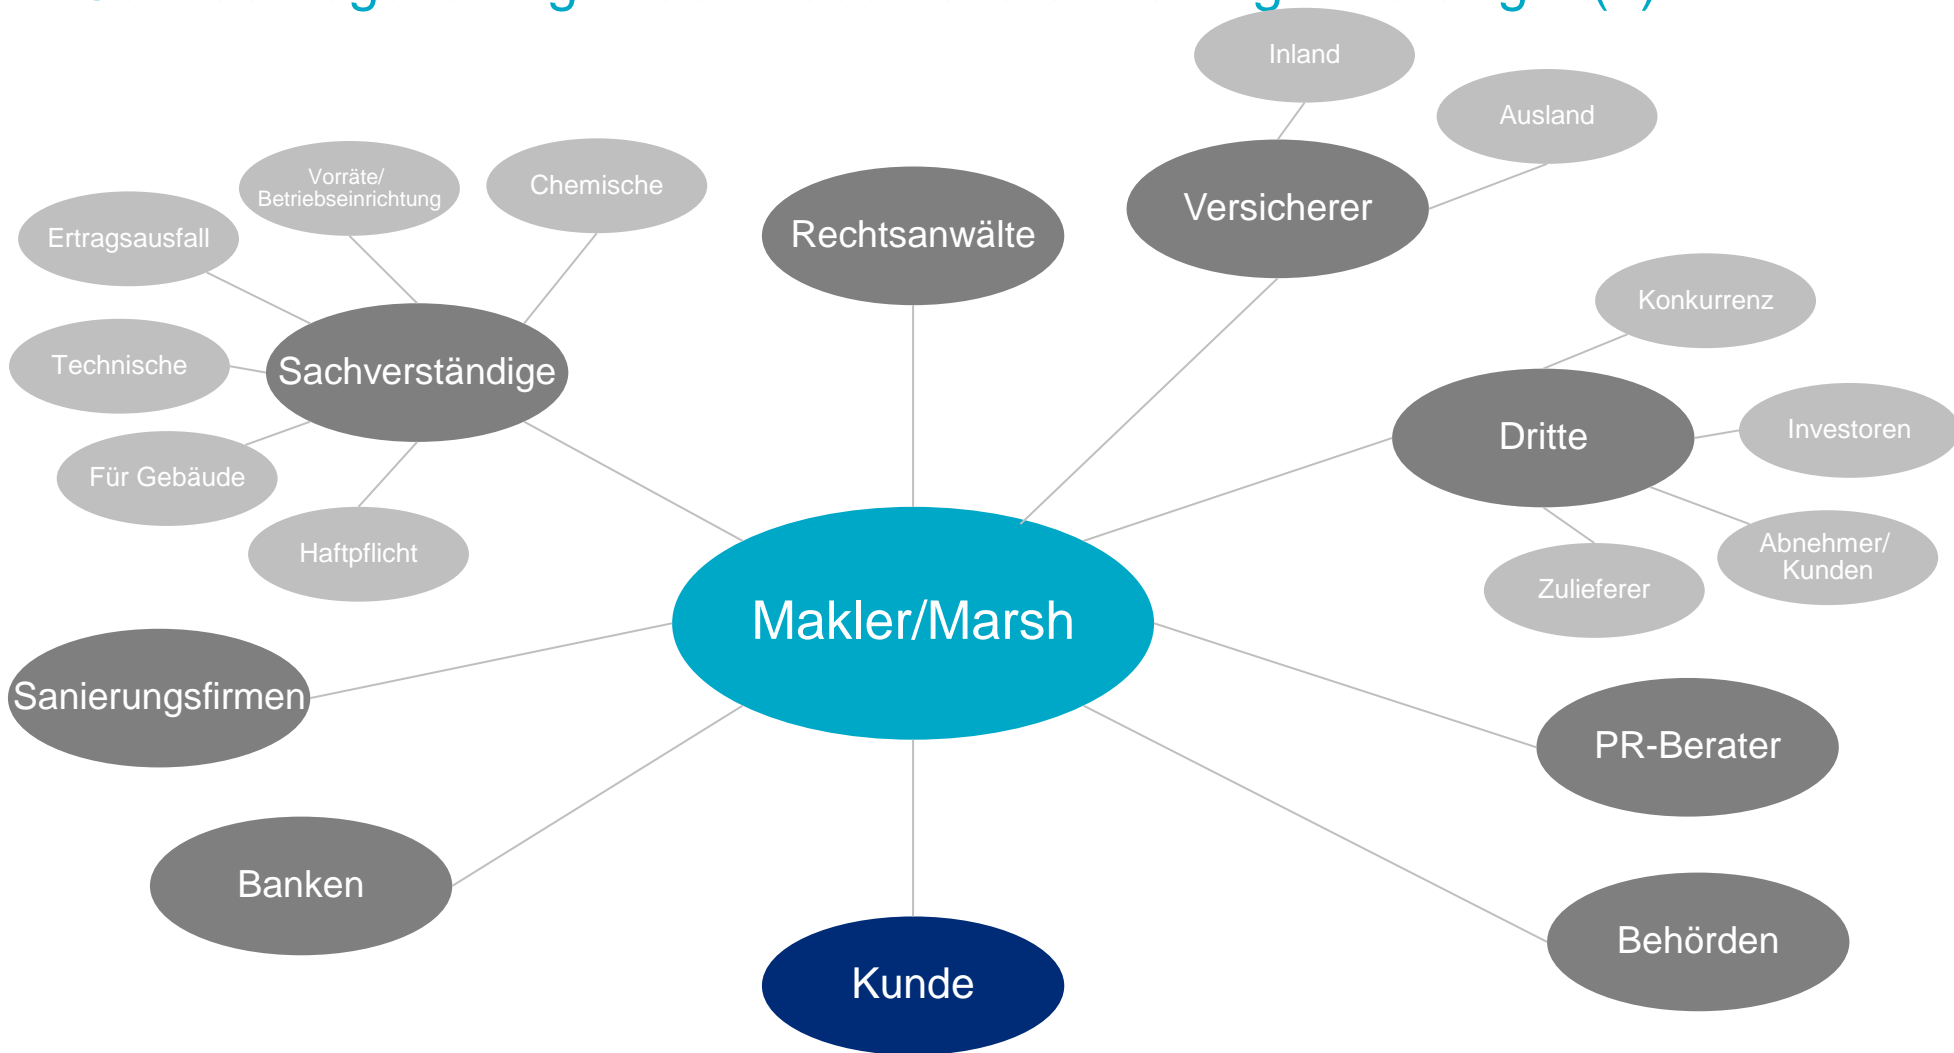 Inland
Ausland
Vorräte/
Betriebseinrichtung
Chemische
Ertragsausfall
Rechtsanwälte
Versicherer
Konkurrenz
Technische
Sachverständige
Dritte
Investoren
Für Gebäude
Haftpflicht
Abnehmer/
Kunden
Zulieferer
Makler/Marsh
Sanierungsfirmen
PR-Berater
Banken
Behörden
Kunde